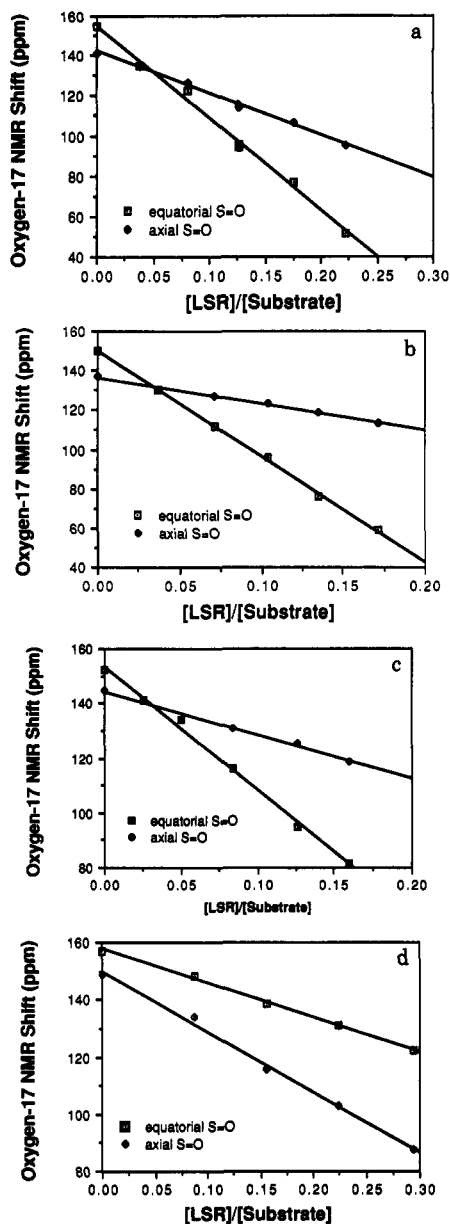 a
Oxygen-17 NMR Shift (ppm)
160
140
120
100
80
60
40
equatorial S=O
axial S=O
0.00 0.05 0.10 0.15 0.20 0.25 0.30
[LSR]/[Substrate]
b
Oxygen-17 NMR Shift (ppm)
160
140
120
100
80
60
40
equatorial S=O
axial S=O
0.00 0.05 0.10 0.15 0.20
[LSR]/[Substrate]
c
Oxygen-17 NMR Shift (ppm)
160
140
120
100
80
equatorial S=O
axial S=O
0.00 0.05 0.10 0.15 0.20
[LSR]/[Substrate]
d
Oxygen-17 NMR Shift (ppm)
160
140
120
100
80
equatorial S=O
axial S=O
0.00 0.05 0.10 0.15 0.20 0.25 0.30
[LSR]/[Substrate]